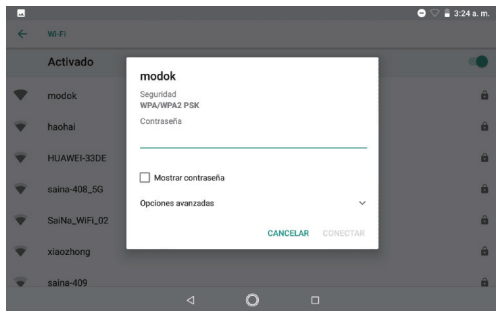 3:24 a. m.
Wi-Fi
Activado
modok
haohai
HUAWEI-33DE
saina-408_5G
SaiNa_WiFi_02
xiaozhong
saina-409
modok
Seguridad
WPA/WPA2 PSK
Contraseña
Mostrar contraseña
Opciones avanzadas
CANCELAR CONECTAR